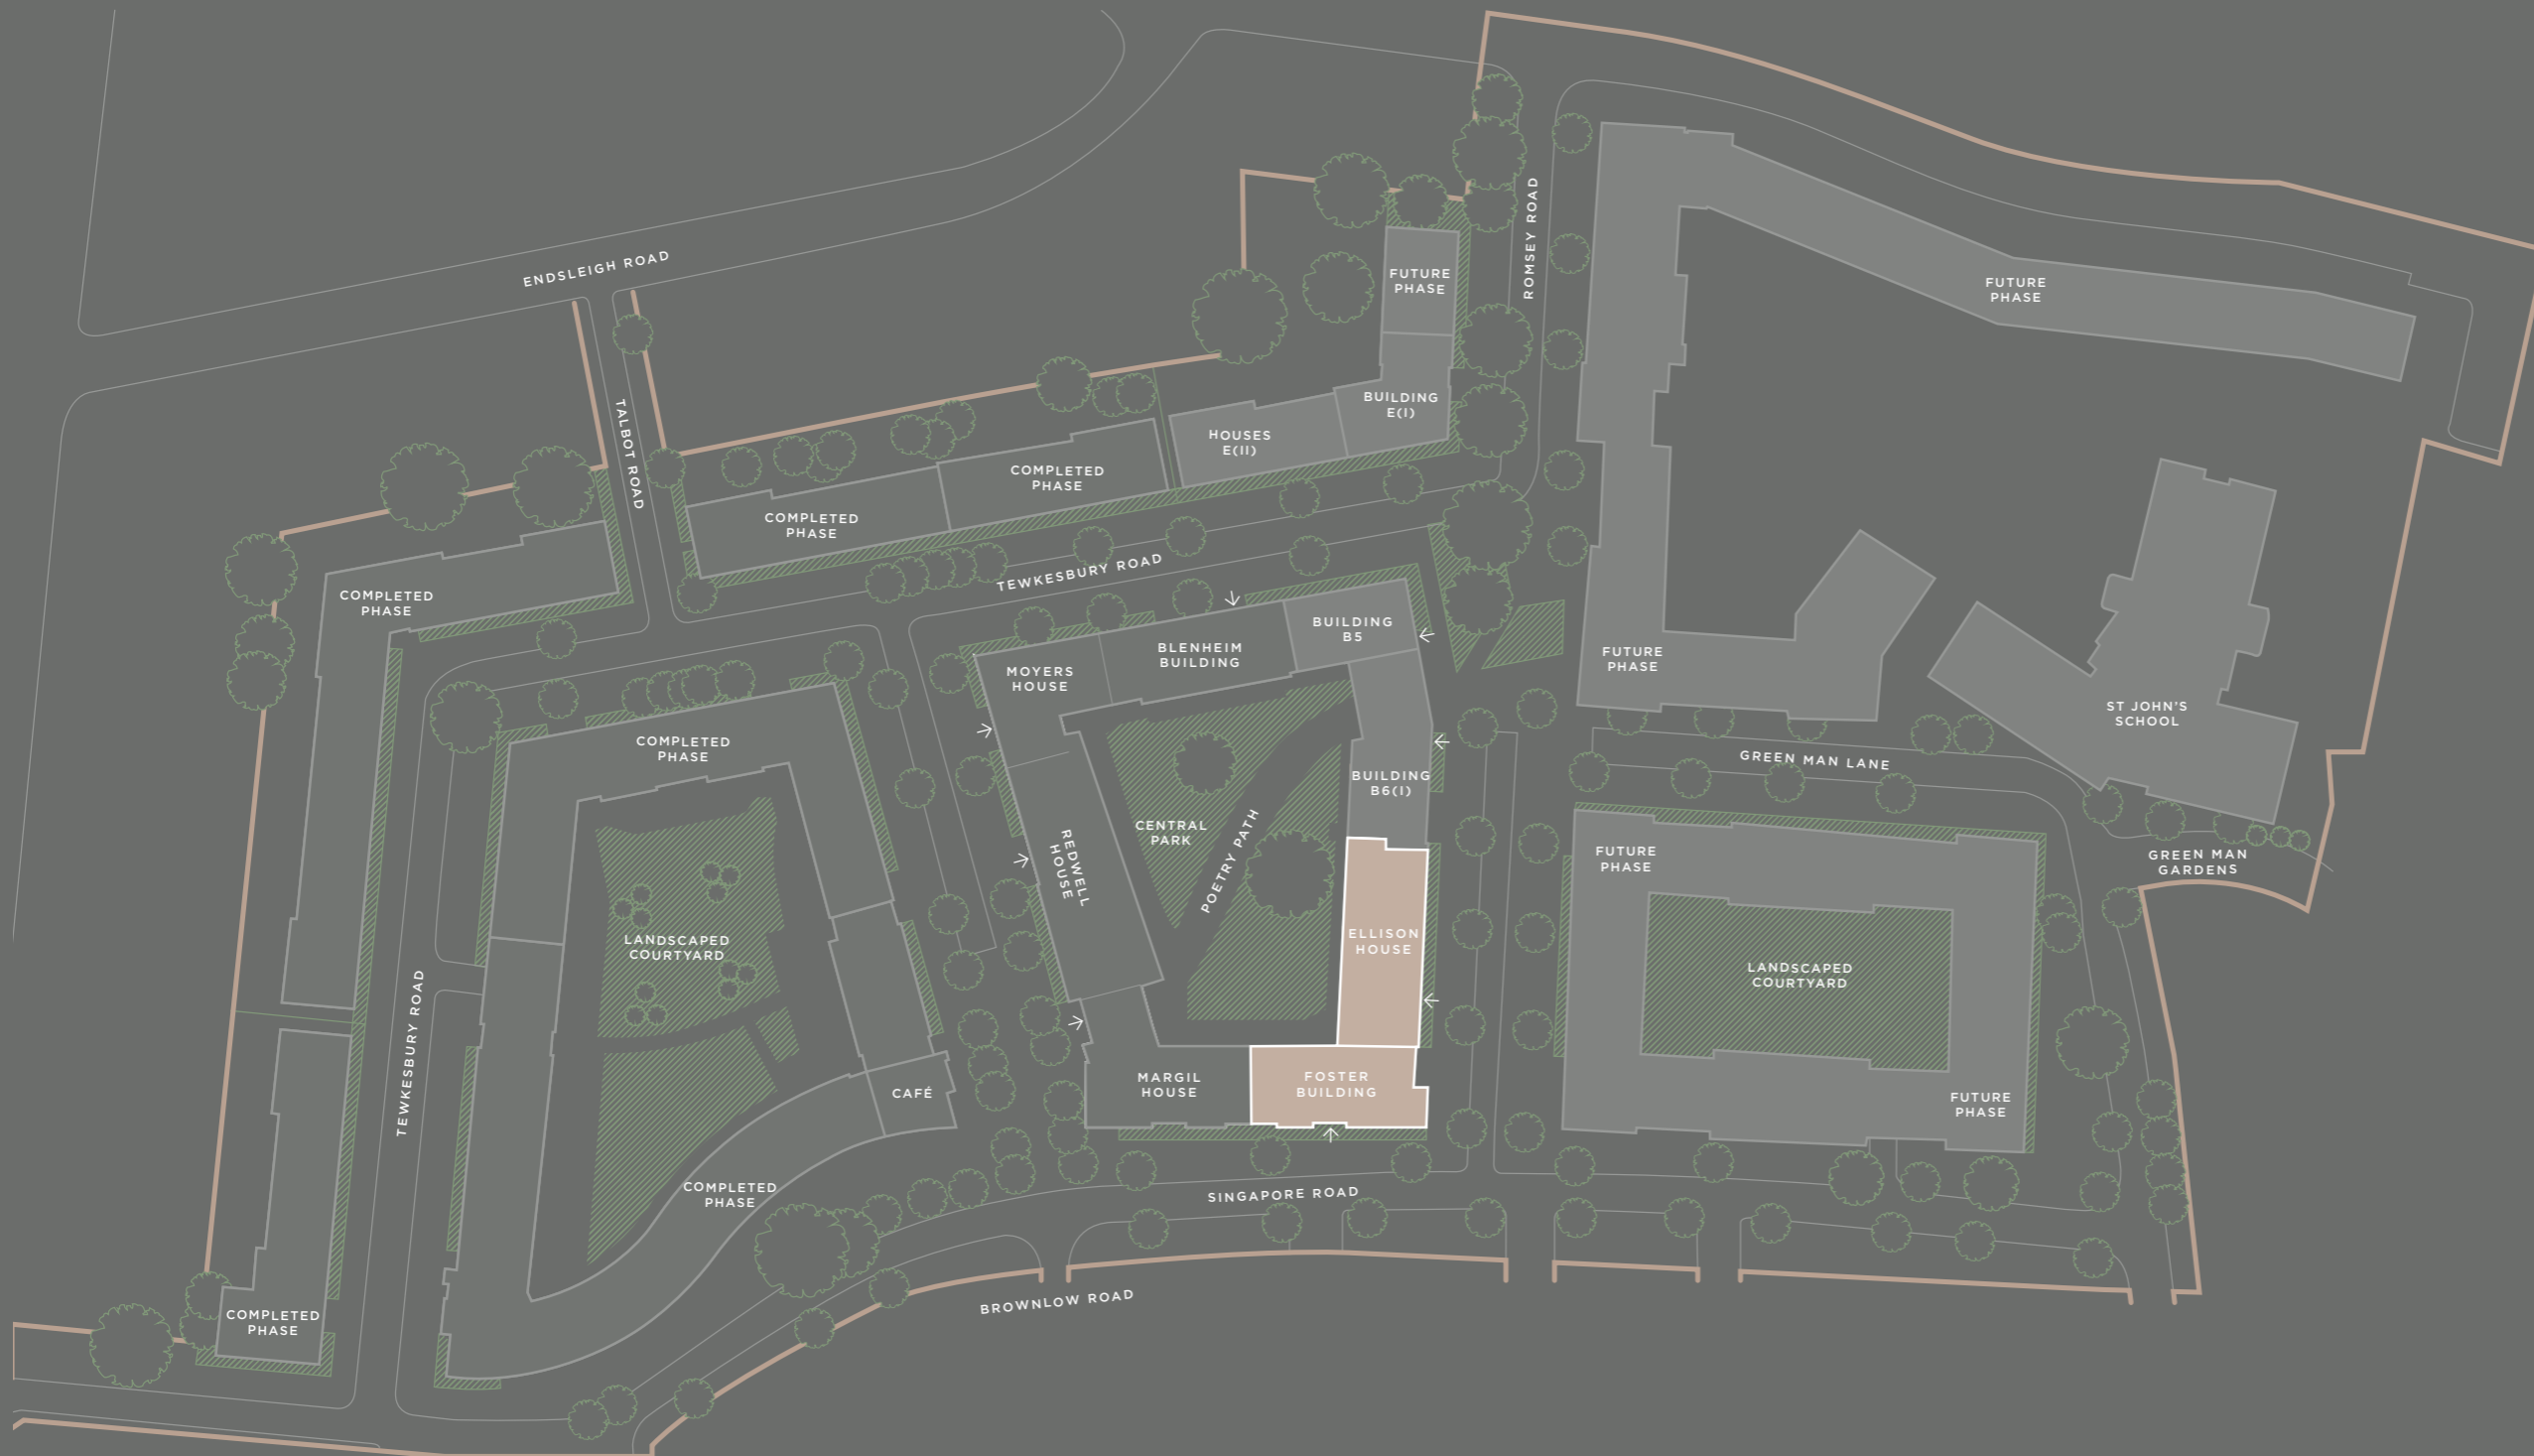 ROMSEY ROAD
ENDSLEIGH ROAD
FUTURE
PHASE
FUTURE
PHASE
TALBOT ROAD
BUILDING
E(I)
HOUSES
E(II)
COMPLETED
PHASE
COMPLETED
PHASE
TEWKESBURY ROAD
COMPLETED
PHASE
BUILDING
B5
BLENHEIM
BUILDING
MOYERS
HOUSE
FUTURE
PHASE
ST JOHN'S
SCHOOL
COMPLETED
PHASE
GREEN MAN LANE
BUILDING
B6(I)
CENTRAL
PARK
POETRY PATH
REDWELL
HOUSE
FUTURE
PHASE
GREEN MAN
GARDENS
LANDSCAPED
COURTYARD
ELLISON
HOUSE
LANDSCAPED
COURTYARD
TEWKESBURY ROAD
CAFÉ
MARGIL
HOUSE
FOSTER
BUILDING
FUTURE
PHASE
COMPLETED
PHASE
SINGAPORE ROAD
BROWNLOW ROAD
COMPLETED
PHASE